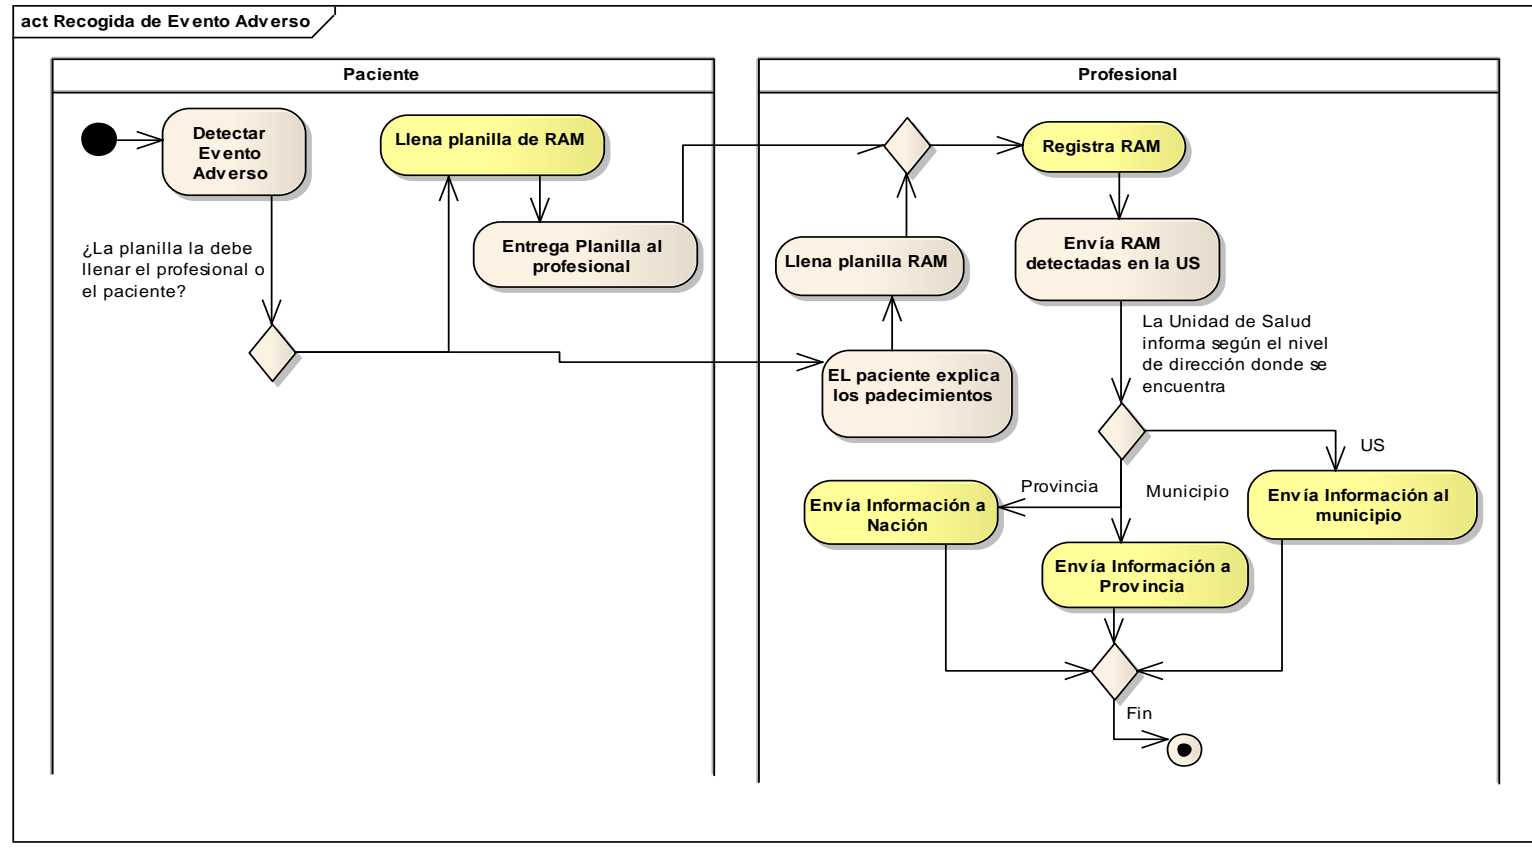 act Recogida de Evento Adverso
Paciente
Profesional
Detectar
Evento
Adverso
Llena planilla de RAM
Registra RAM
¿La planilla la debe
llenar el profesional o
el paciente?
Entrega Planilla al
profesional
Llena planilla RAM
Envía RAM
detectadas en la US
La Unidad de Salud
informa según el nivel
de dirección donde se
encuentra
EL paciente explica
los padecimientos
US
Provincia
Municipio
Envía Información a
Nación
Envía Información al
municipio
Envía Información a
Provincia
Fin